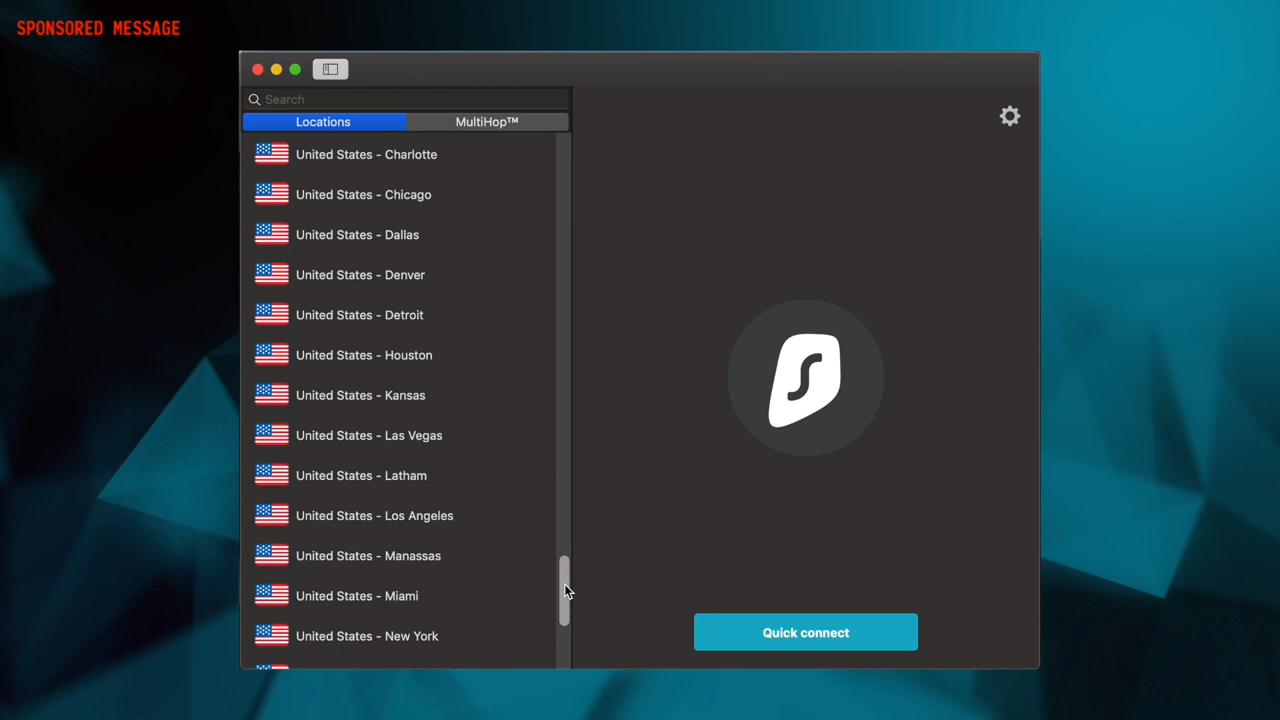 SPONSORED MESSAGE
Search
Locations
MultiHop™
United States - Charlotte
United States - Chicago
United States - Dallas
United States - Denver
United States - Detroit
United States - Houston
United States - Kansas
United States - Las Vegas
United States - Latham
United States - Los Angeles
United States - Manassas
United States - Miami
United States - New York
Quick connect